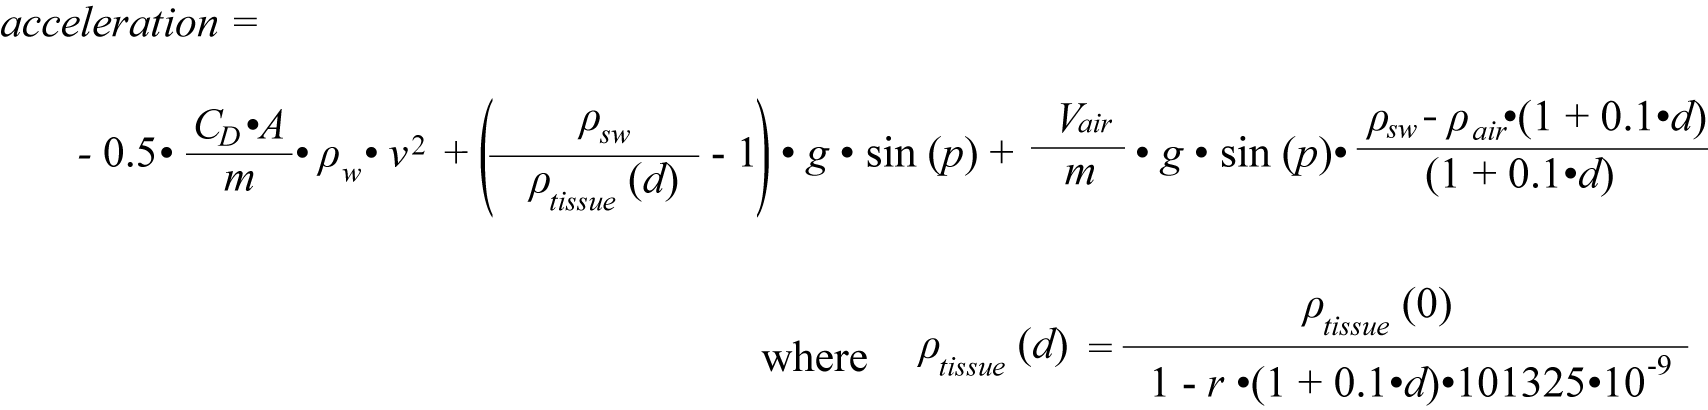 acceleration =
- 0.5• C_D•A/m • ρ_w • v² + (ρ_sw/ρ_tissue (d) - 1) • g • sin (p) + V_air/m • g • sin (p)• ρ_sw - ρ_air•(1 + 0.1•d)/(1 + 0.1•d)
where ρ_tissue (d) = ρ_tissue (0)/1 - r •(1 + 0.1•d)•101325•10⁻⁹